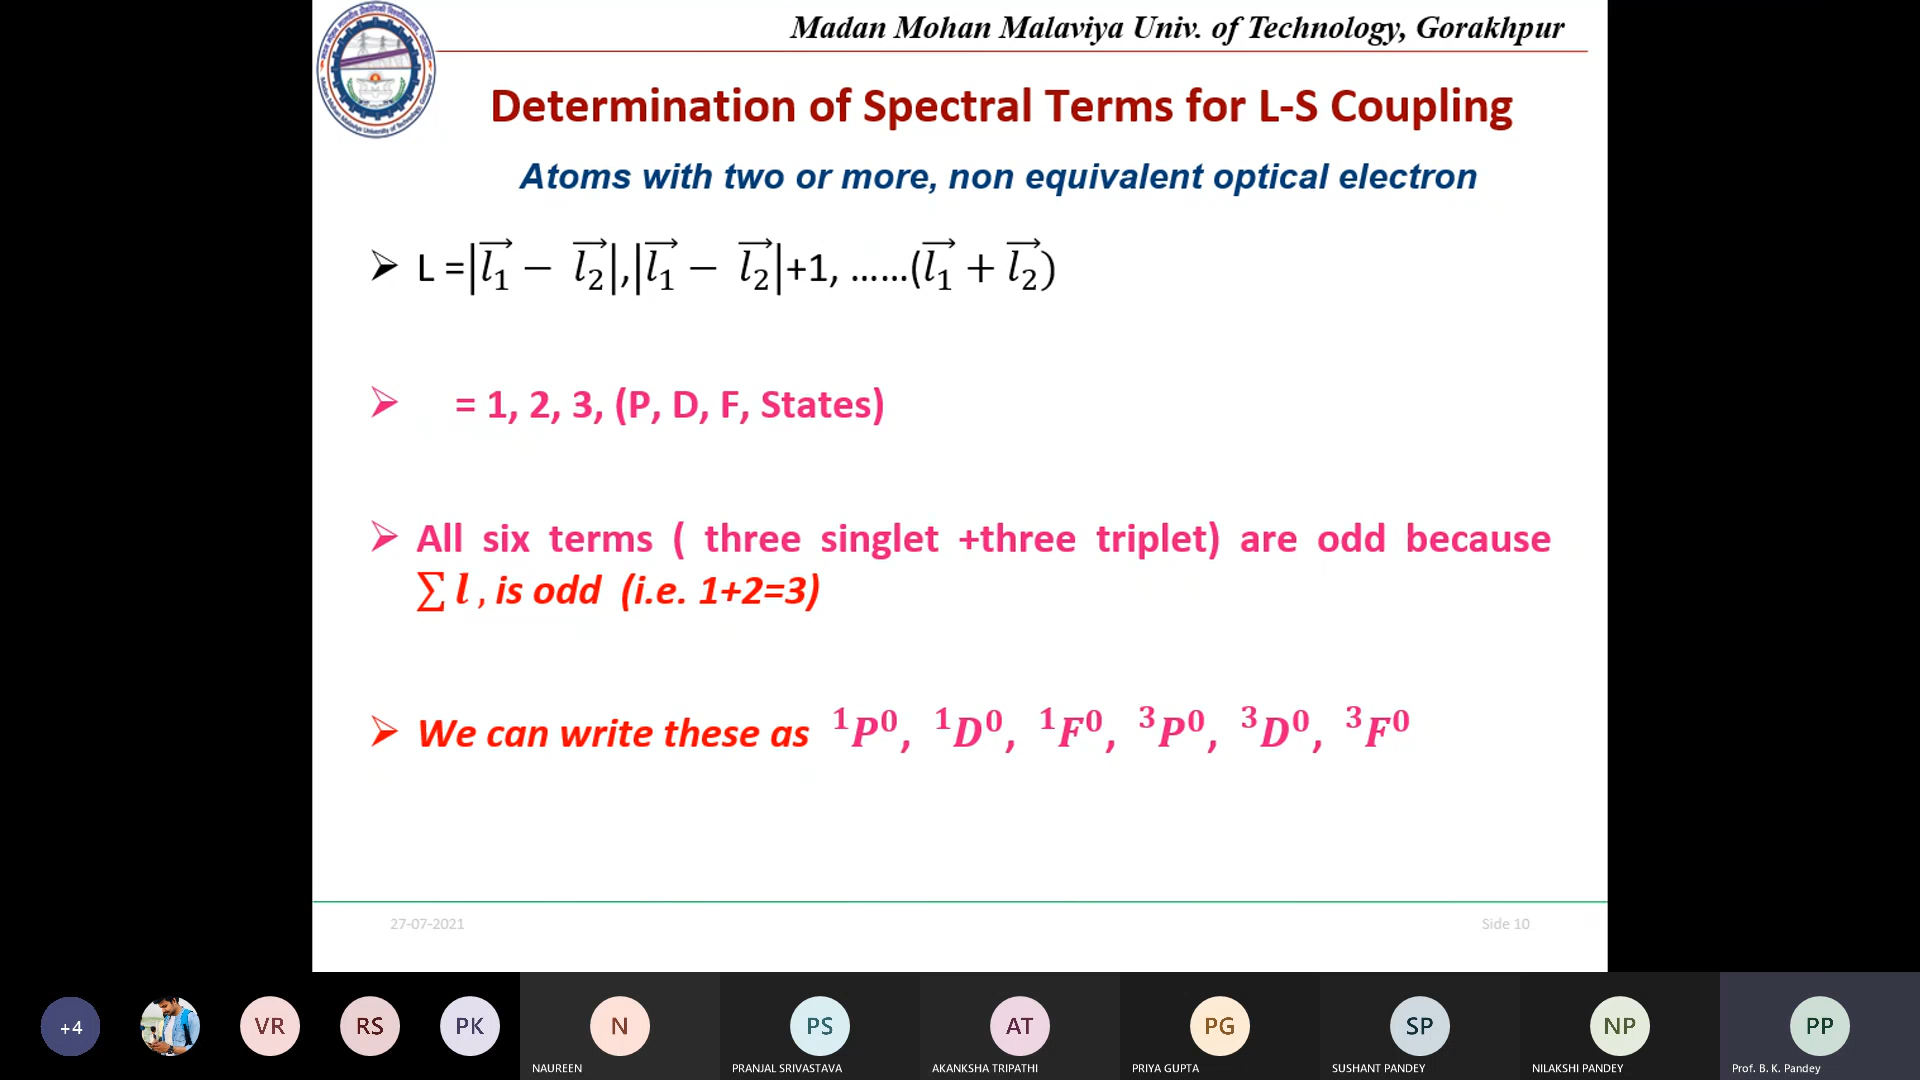 Madan Mohan Malaviya Univ. of Technology, Gorakhpur
Determination of Spectral Terms for L-S Coupling
Atoms with two or more, non equivalent optical electron
➢ L =|l₁⃗ − l₂⃗|,|l₁⃗ − l₂⃗|+1, ......(l₁⃗ + l₂⃗)
➢ = 1, 2, 3, (P, D, F, States)
➢ All six terms ( three singlet +three triplet) are odd because
∑ l , is odd (i.e. 1+2=3)
➢ We can write these as ¹P⁰, ¹D⁰, ¹F⁰, ³P⁰, ³D⁰, ³F⁰
27-07-2021 Side 10
+4 VR RS PK N PS AT PG SP NP PP
NAUREEN PRANJAL SRIVASTAVA AKANKSHA TRIPATHI PRIYA GUPTA SUSHANT PANDEY NILAKSHI PANDEY Prof. B. K. Pandey